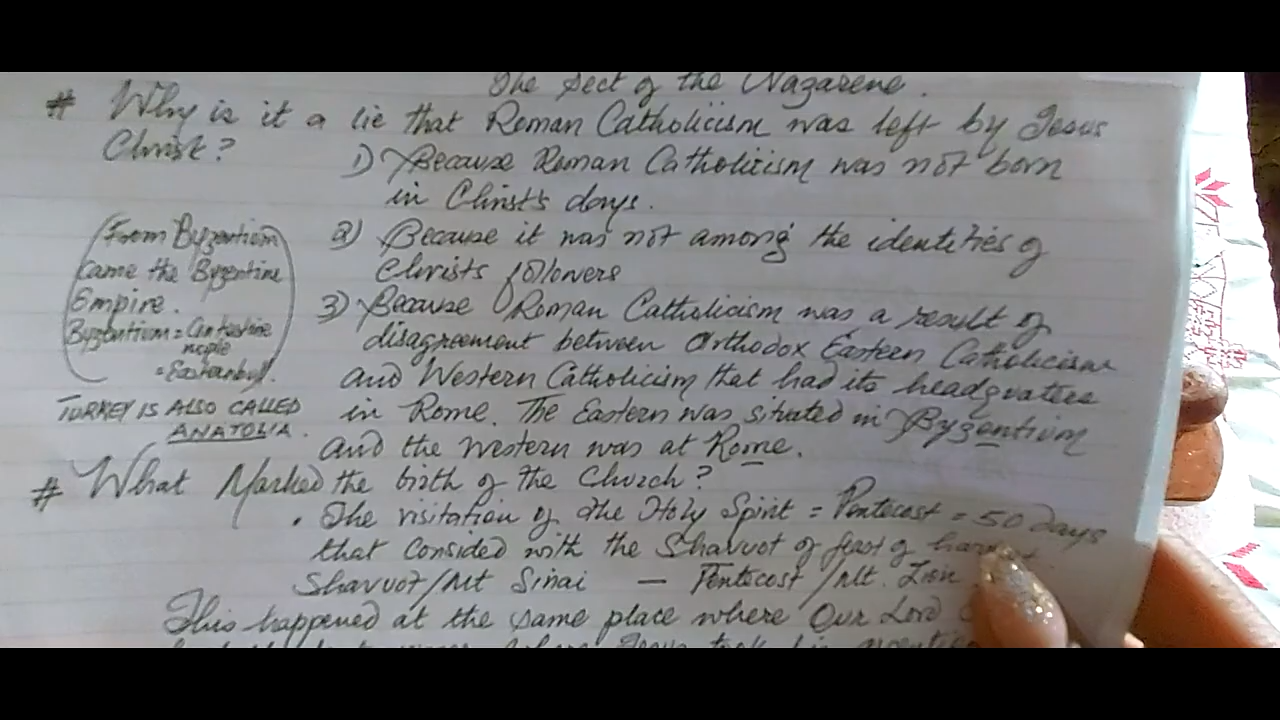 The Sect of the Nazarene.
# Why is it a lie that Roman Catholicism was left by Jesus
Christ?
1) Because Roman Catholicism was not born
in Christ's days.
2) Because it was not among the identities of
Christs followers
3) Because Roman Catholicism was a result of
disagreement between Orthodox Eastern Catholicism
and Western Catholicism that had its headquaters
in Rome. The Eastern was situated in Byzantium
and the Western was at Rome.
(From Byzantium
Came the Byzentine
Empire.
Byzantium =
nople
TURKEY IS ALSO CALLED
ANATOLIA.
# What Marked the birth of the Church?
• The visitation of the Holy Spirit = Pentecost = 50 days
that Consided with the Shavuot of feast of
Shavuot/Mt Sinai — Pentecost /Mt. Zion
This happened at the same place where Our Lord